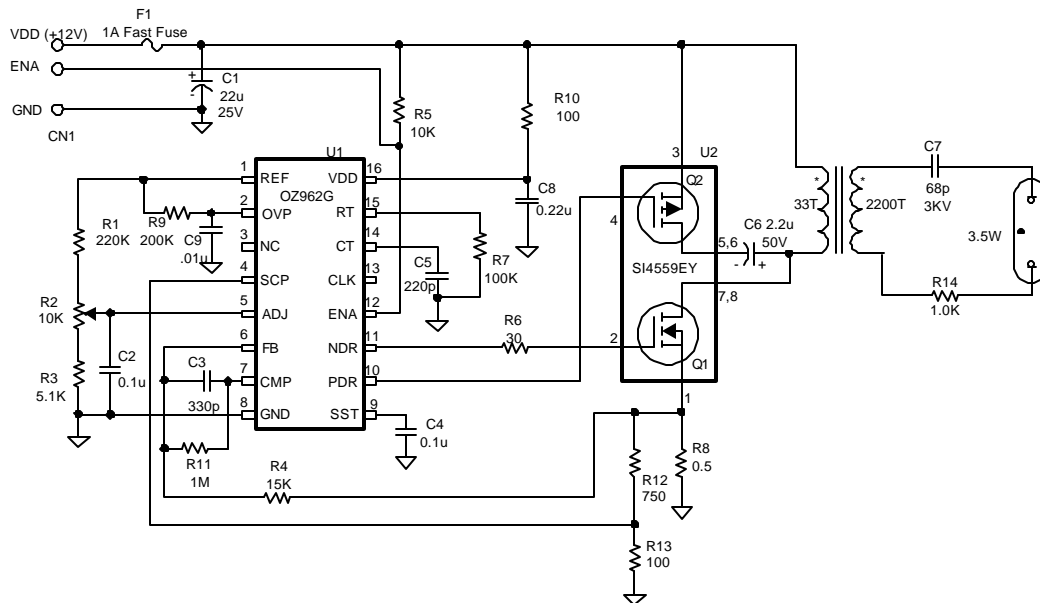 F1
VDD (+12V)
1A Fast Fuse
ENA
+
-
C1
22u
25V
GND
CN1
R5
10K
R10
100
U1
OZ962G
1
REF
2
OVP
3
NC
4
SCP
5
ADJ
6
FB
7
CMP
8
GND
16
VDD
15
RT
14
CT
13
CLK
12
ENA
11
NDR
10
PDR
9
SST
R1
220K
R9
200K
C9
.01u
R2
10K
R3
5.1K
C2
0.1u
C3
330p
R11
1M
R4
15K
C4
0.1u
C5
220p
R7
100K
C8
0.22u
R6
30
3
U2
Q2
4
5,6
SI4559EY
7,8
2
Q1
1
C6 2.2u
50V
-
+
*
33T
*
2200T
C7
68p
3KV
3.5W
R14
1.0K
R8
0.5
R12
750
R13
100